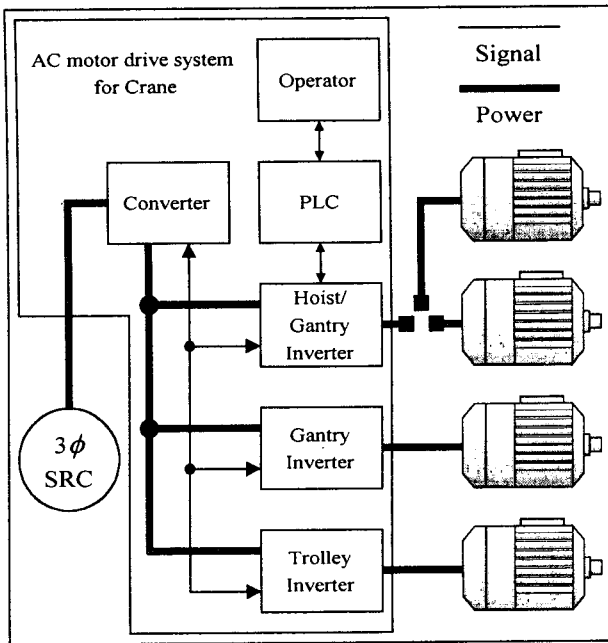 AC motor drive system
for Crane
Operator
Signal
Power
Converter
PLC
Hoist/
Gantry
Inverter
3ϕ
SRC
Gantry
Inverter
Trolley
Inverter